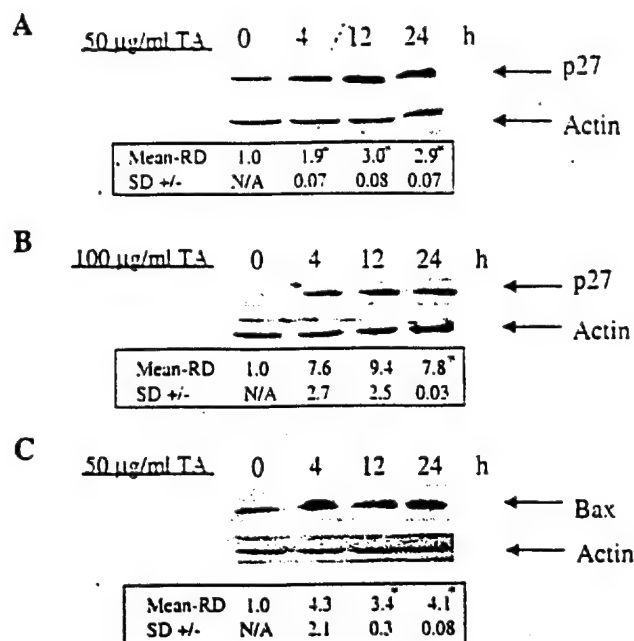 A
50 µg/ml TA 0 4 12 24 h
p27
Actin
Mean-RD 1.0 1.9* 3.0* 2.9*
SD +/- N/A 0.07 0.08 0.07
B
100 µg/ml TA 0 4 12 24 h
p27
Actin
Mean-RD 1.0 7.6 9.4 7.8*
SD +/- N/A 2.7 2.5 0.03
C
50 µg/ml TA 0 4 12 24 h
Bax
Actin
Mean-RD 1.0 4.3 3.4* 4.1*
SD +/- N/A 2.1 0.3 0.08